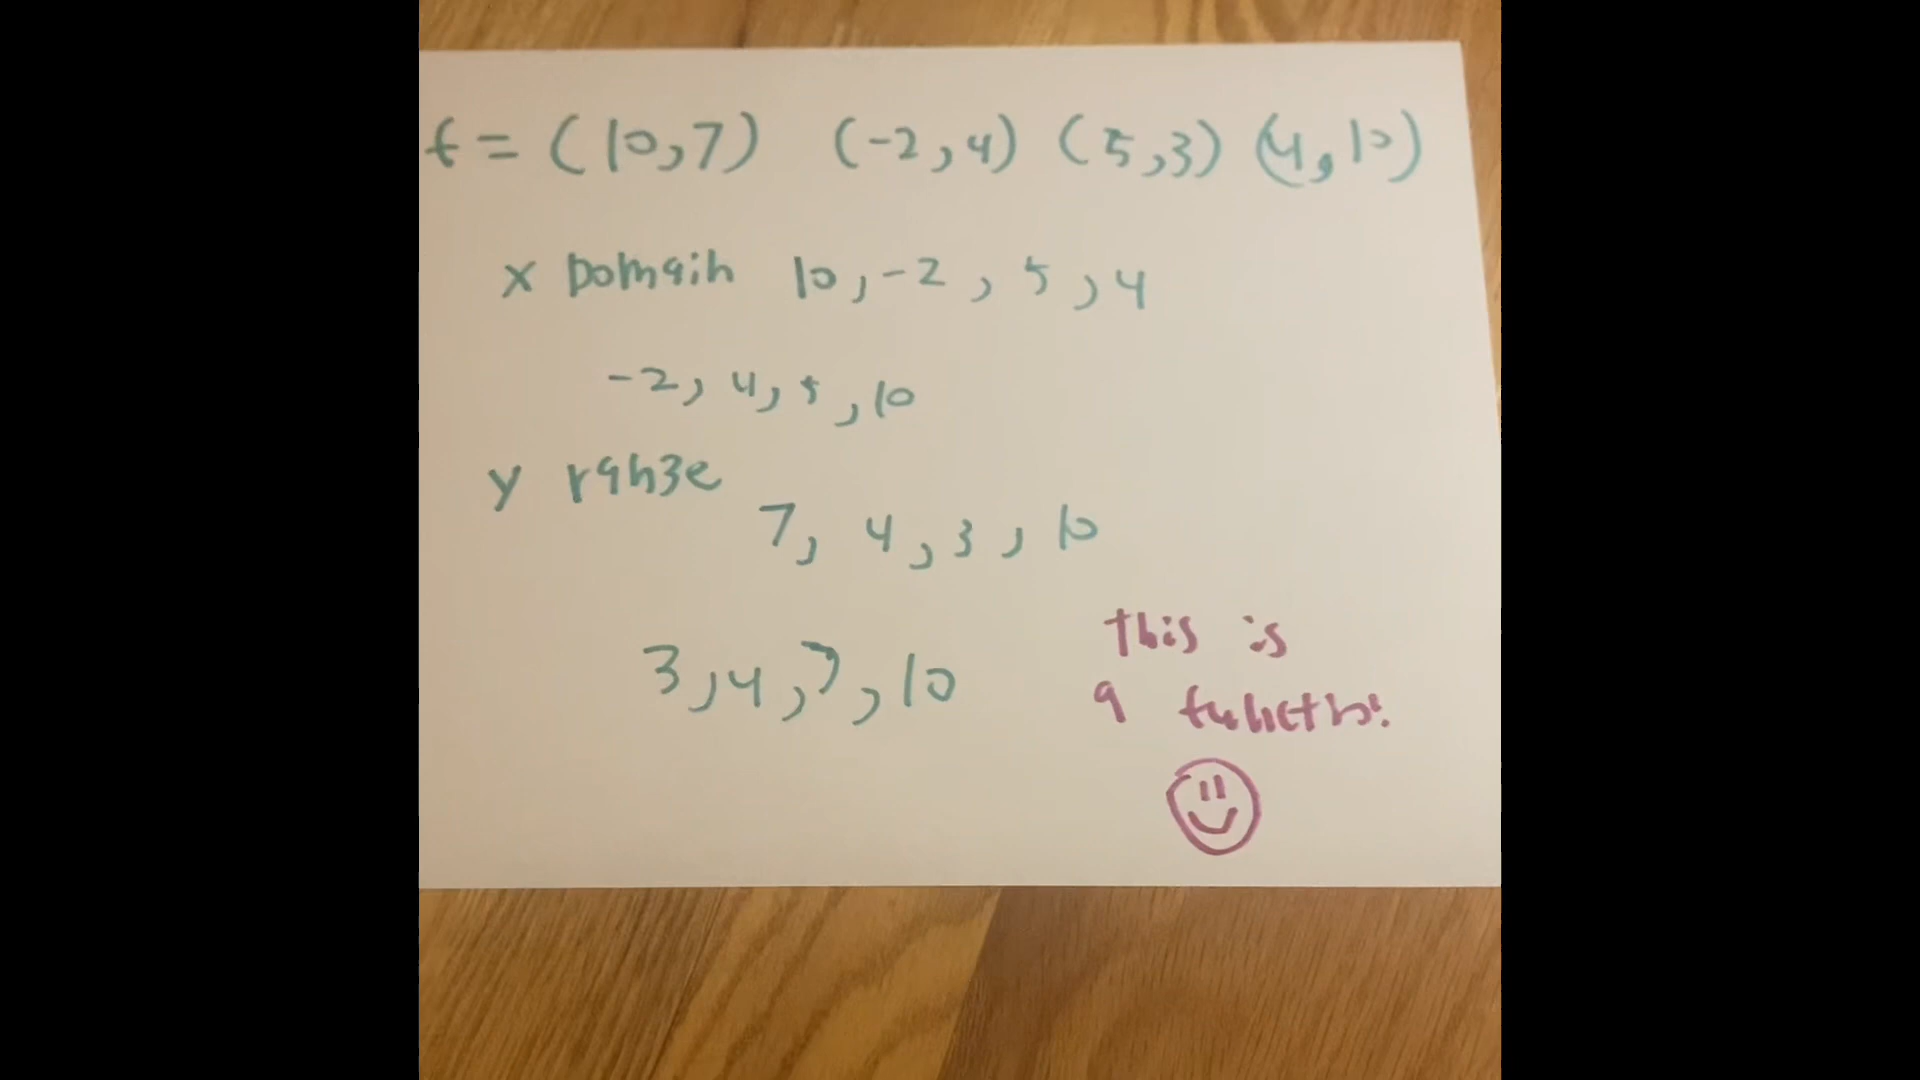 f = (10,7) (-2,4) (5,3) (4,10)
x Domain 10, -2, 5, 4
-2, 4, 5, 10
y range
7, 4, 3, 10
3, 4, 7, 10
this is
a function!